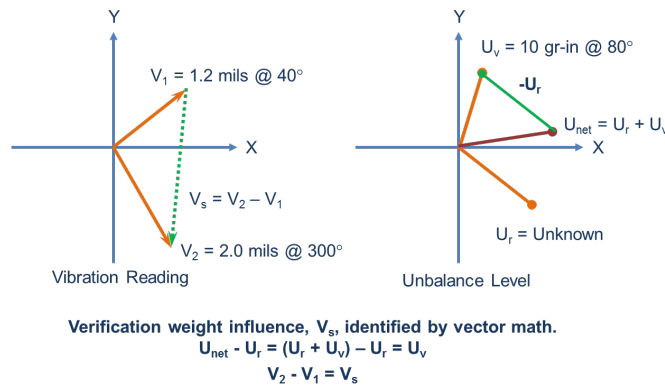 Y
V₁ = 1.2 mils @ 40°
X
Vₛ = V₂ – V₁
V₂ = 2.0 mils @ 300°
Vibration Reading
Y
Uᵥ = 10 gr-in @ 80°
-Uᵣ
Uₙₑₜ = Uᵣ + Uᵥ
X
Uᵣ = Unknown
Unbalance Level
Verification weight influence, Vₛ, identified by vector math.
Uₙₑₜ - Uᵣ = (Uᵣ + Uᵥ) – Uᵣ = Uᵥ
V₂ - V₁ = Vₛ